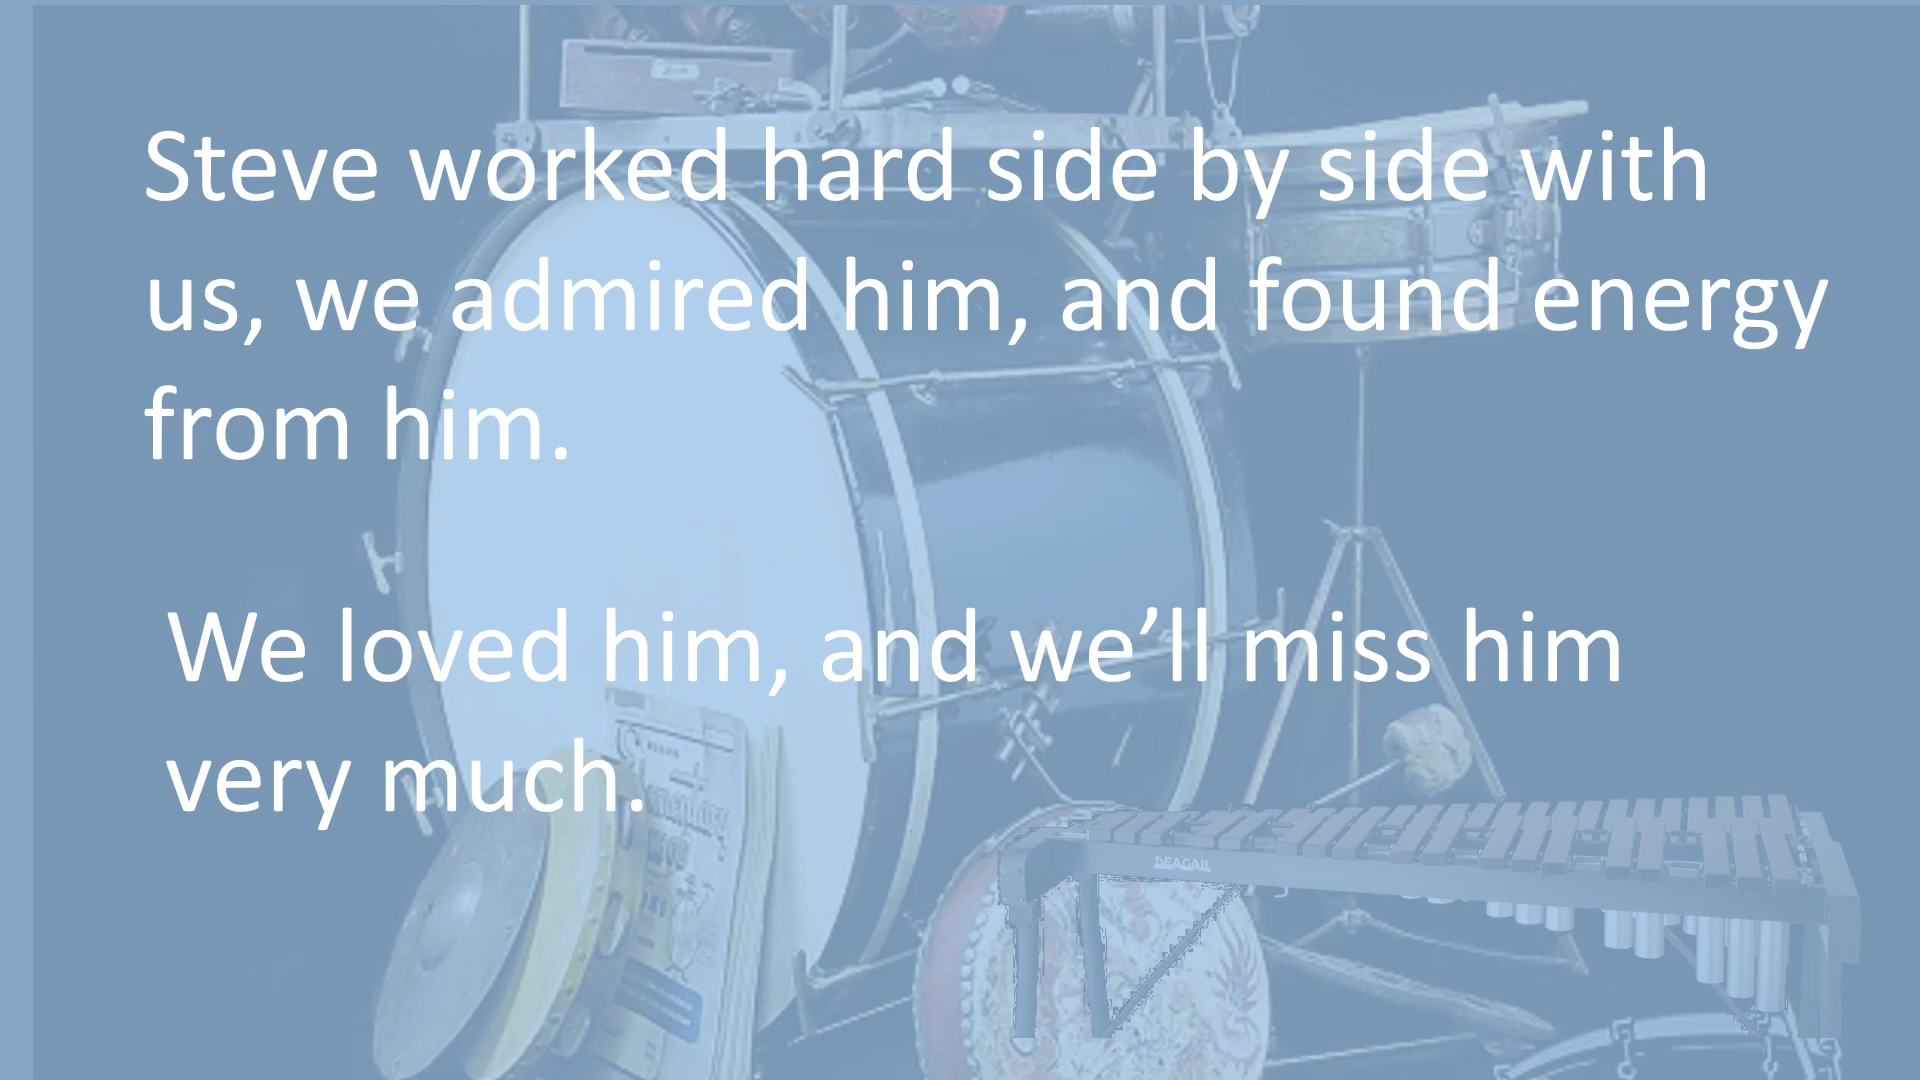 Steve worked hard side by side with
us, we admired him, and found energy
from him.
We loved him, and we’ll miss him
very much.
DEAGAN